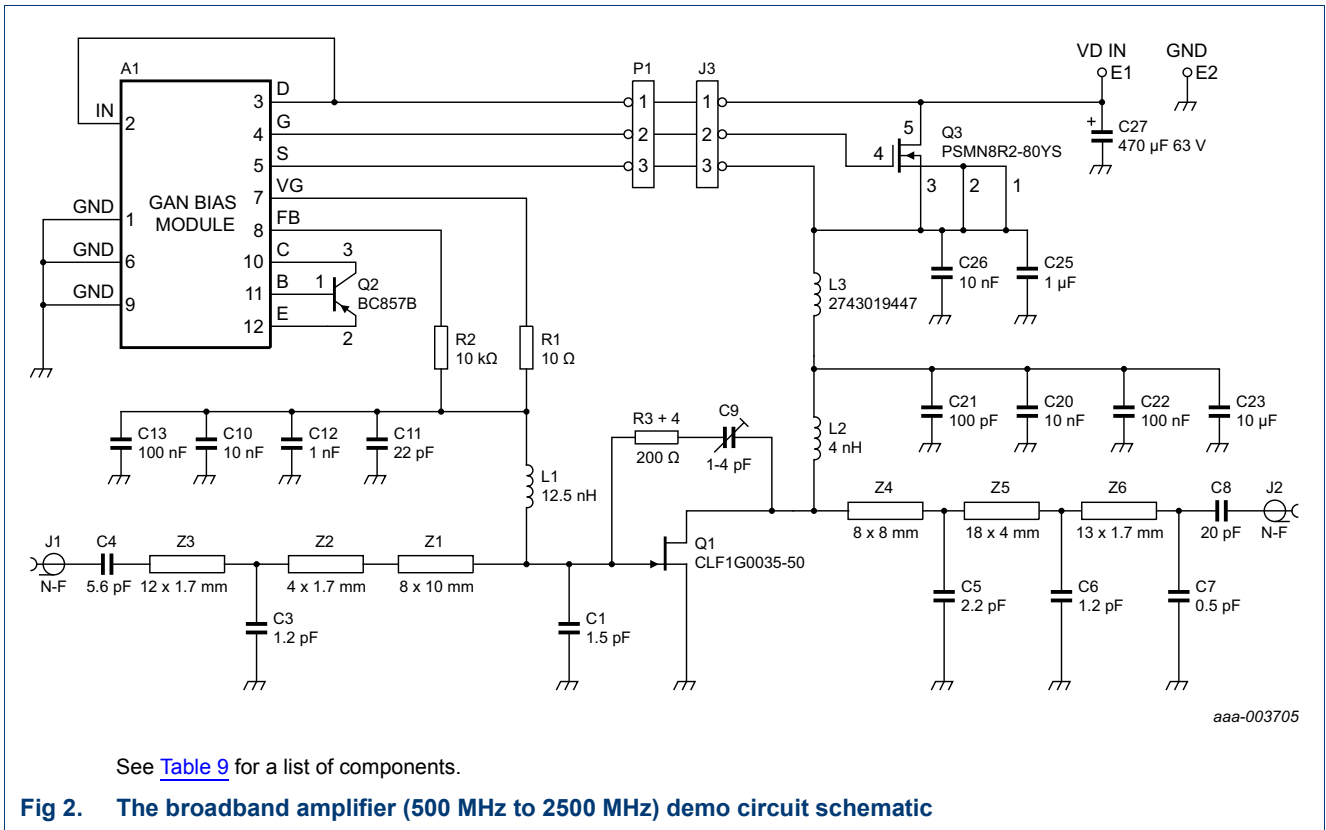 A1
IN
2
D
3
G
4
S
5
VG
7
FB
8
C
10
B
11
E
12
GND
1
GND
6
GND
9
GAN BIAS
MODULE
3
1
Q2
BC857B
2
P1
1
2
3
J3
1
2
3
VD IN
E1
GND
E2
+
C27
470 µF 63 V
5
Q3
PSMN8R2-80YS
4
3
2
1
C26
10 nF
C25
1 µF
L3
2743019447
R2
10 kΩ
R1
10 Ω
C13
100 nF
C10
10 nF
C12
1 nF
C11
22 pF
L1
12.5 nH
R3 + 4
200 Ω
C9
1-4 pF
L2
4 nH
C21
100 pF
C20
10 nF
C22
100 nF
C23
10 µF
J1
N-F
C4
5.6 pF
Z3
12 x 1.7 mm
Z2
4 x 1.7 mm
Z1
8 x 10 mm
C3
1.2 pF
C1
1.5 pF
Q1
CLF1G0035-50
Z4
8 x 8 mm
Z5
18 x 4 mm
Z6
13 x 1.7 mm
C8
20 pF
J2
N-F
C5
2.2 pF
C6
1.2 pF
C7
0.5 pF
aaa-003705
See Table 9 for a list of components.
Fig 2. The broadband amplifier (500 MHz to 2500 MHz) demo circuit schematic